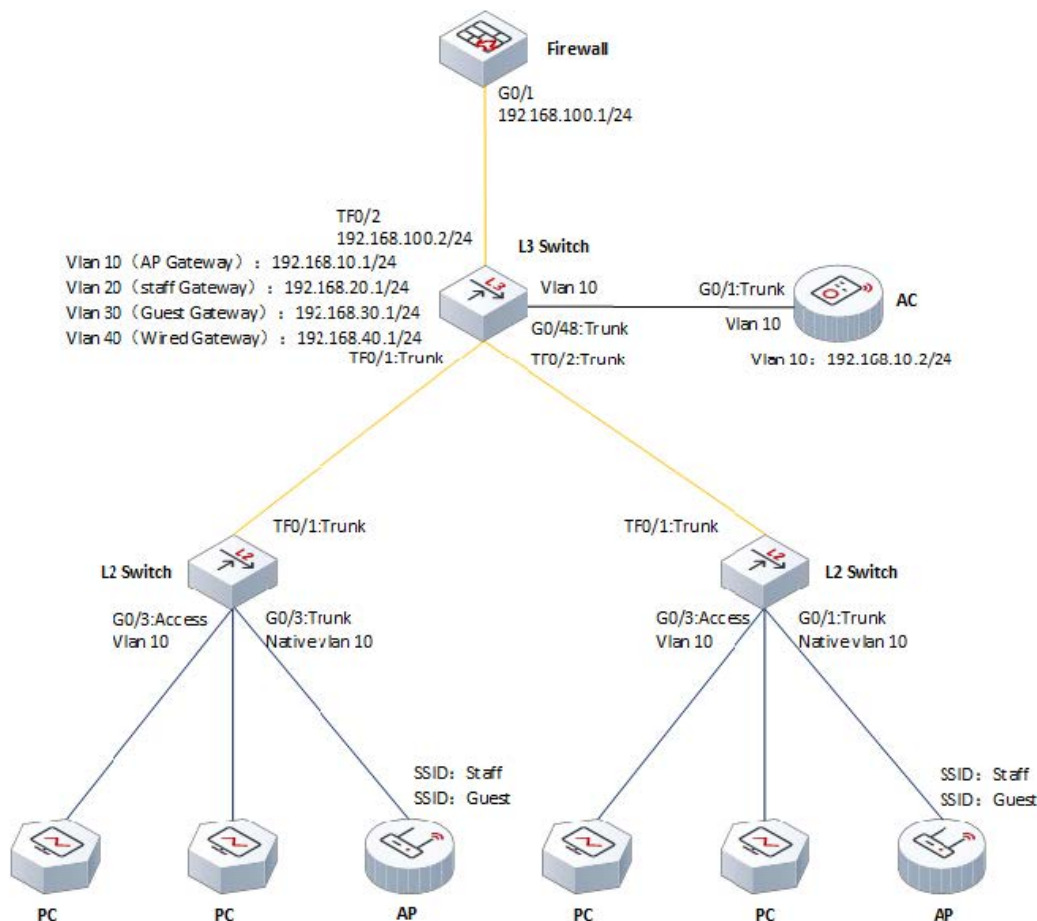 Firewall
G0/1
192.168.100.1/24
TF0/2
192.168.100.2/24
L3 Switch
Vlan 10（AP Gateway）：192.168.10.1/24
Vlan 20（staff Gateway）：192.168.20.1/24
Vlan 30（Guest Gateway）：192.168.30.1/24
Vlan 40（Wired Gateway）：192.168.40.1/24
L3
Vlan 10
G0/1:Trunk
AC
G0/48:Trunk
Vlan 10
Vlan 10：192.168.10.2/24
TF0/1:Trunk
TF0/2:Trunk
TF0/1:Trunk
TF0/1:Trunk
L2 Switch
L2
L2
L2 Switch
G0/3:Access
Vlan 10
G0/3:Trunk
Native vlan 10
G0/3:Access
Vlan 10
G0/1:Trunk
Native vlan 10
SSID：Staff
SSID：Guest
SSID：Staff
SSID：Guest
PC
PC
AP
PC
PC
AP